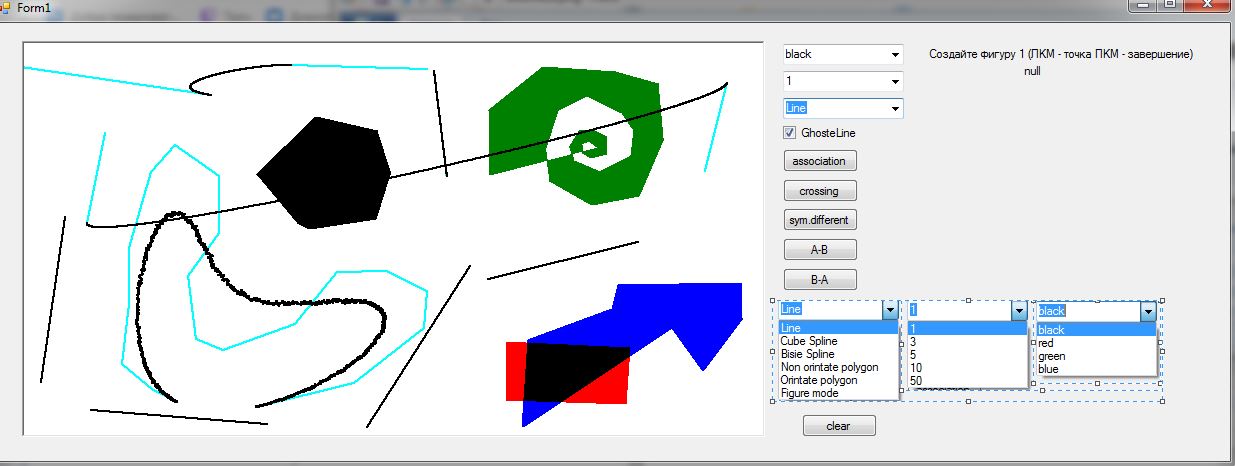 Form1
black
Создайте фигуру 1 (ПКМ - точка ПКМ - завершение)
null
1
Line
GhosteLine
association
crossing
sym.different
A-B
B-A
Line
1
black
Line
Cube Spline
Bisie Spline
Non orintate polygon
Orintate polygon
Figure mode
1
3
5
10
50
black
red
green
blue
clear